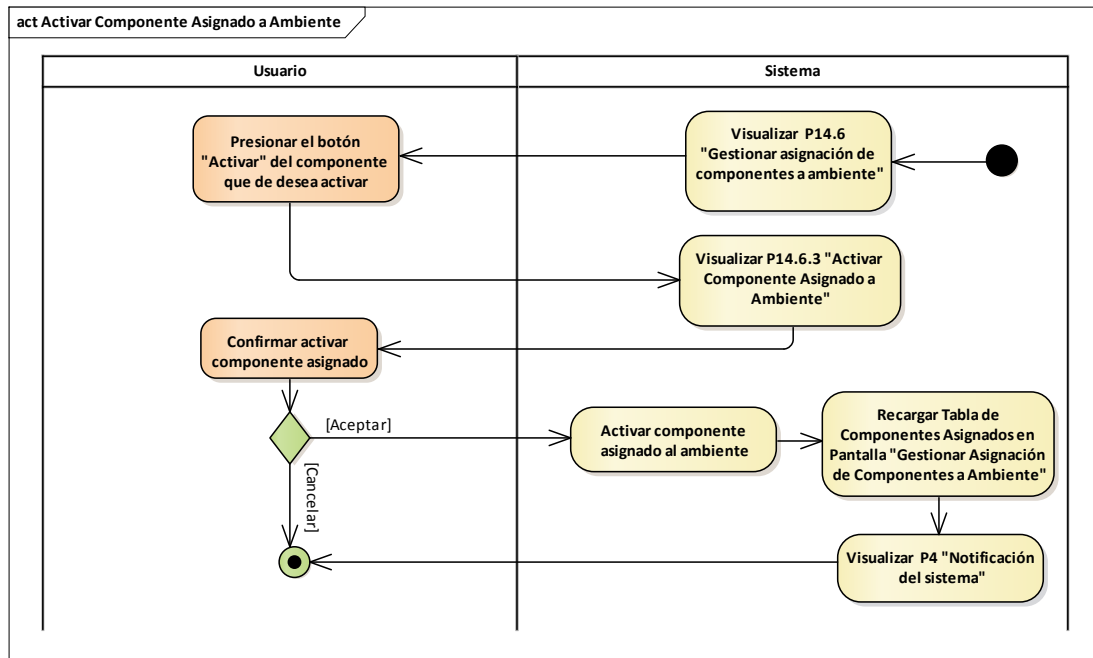 act Activar Componente Asignado a Ambiente
Usuario
Sistema
Visualizar P14.6
"Gestionar asignación de
componentes a ambiente"
Presionar el botón
"Activar" del componente
que de desea activar
Visualizar P14.6.3 "Activar
Componente Asignado a
Ambiente"
Confirmar activar
componente asignado
[Aceptar]
[Cancelar]
Activar componente
asignado al ambiente
Recargar Tabla de
Componentes Asignados en
Pantalla "Gestionar Asignación
de Componentes a Ambiente"
Visualizar P4 "Notificación
del sistema"